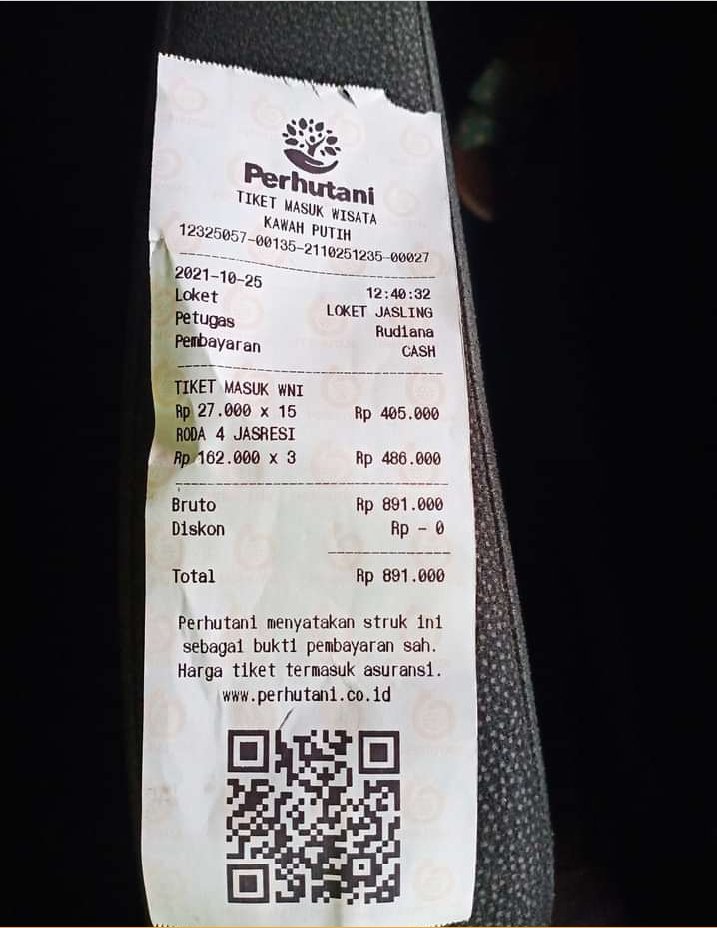 Perhutani
TIKET MASUK WISATA
KAWAH PUTIH
12325057-00135-2110251235-00027
2021-10-25 12:40:32
Loket LOKET JASLING
Petugas Rudiana
Pembayaran CASH
TIKET MASUK WNI
Rp 27.000 x 15 Rp 405.000
RODA 4 JASRESI
Rp 162.000 x 3 Rp 486.000
Bruto Rp 891.000
Diskon Rp - 0
Total Rp 891.000
Perhutani menyatakan struk ini
sebagai bukti pembayaran sah.
Harga tiket termasuk asuransi.
www.perhutani.co.id